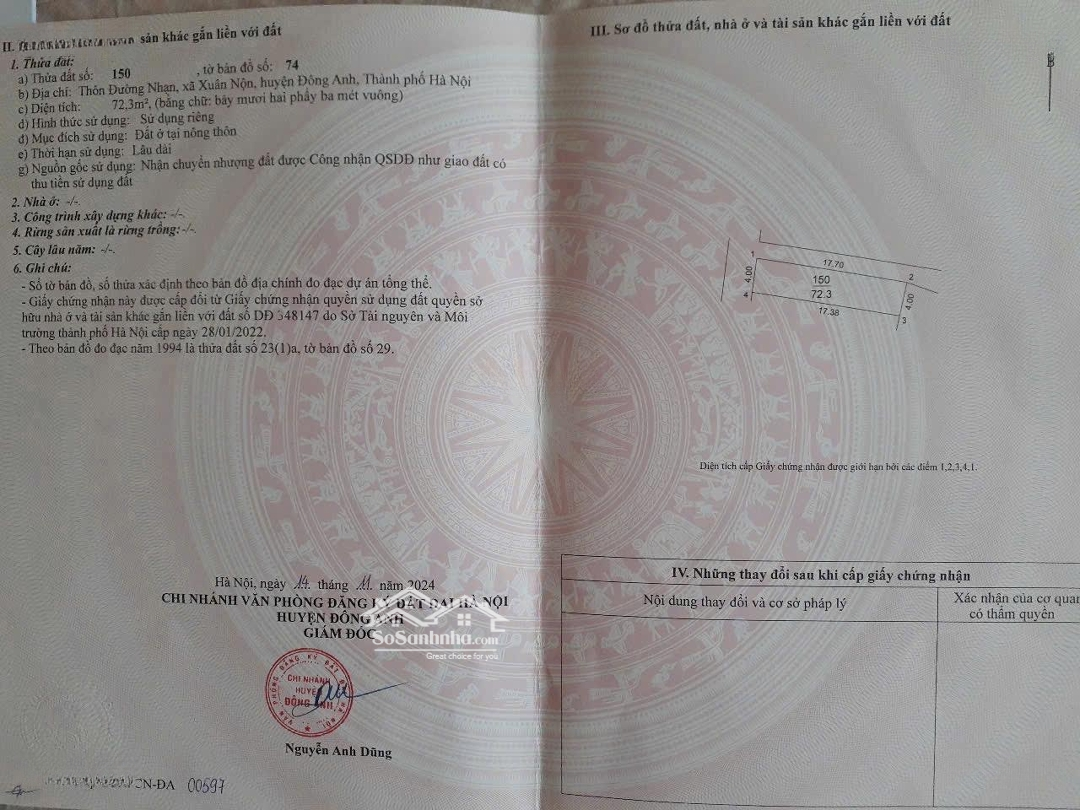 II. sản khác gắn liền với đất
1. Thửa đất:
a) Thửa đất số: 150 , tờ bản đồ số: 74
b) Địa chỉ: Thôn Đường Nhạn, xã Xuân Nộn, huyện Đông Anh, Thành phố Hà Nội
c) Diện tích: 72,3m², (bằng chữ: bảy mươi hai phẩy ba mét vuông)
d) Hình thức sử dụng: Sử dụng riêng
đ) Mục đích sử dụng: Đất ở tại nông thôn
e) Thời hạn sử dụng: Lâu dài
g) Nguồn gốc sử dụng: Nhận chuyển nhượng đất được Công nhận QSDĐ như giao đất có
thu tiền sử dụng đất
2. Nhà ở: -/-
3. Công trình xây dựng khác: -/-.
4. Rừng sản xuất là rừng trồng:-/-.
5. Cây lâu năm: -/-.
6. Ghi chú:
- Số tờ bản đồ, số thửa xác định theo bản đồ địa chính đo đạc dự án tổng thể.
- Giấy chứng nhận này được cấp đổi từ Giấy chứng nhận quyền sử dụng đất quyền sở
hữu nhà ở và tài sản khác gắn liền với đất số DĐ 348147 do Sở Tài nguyên và Môi
trường thành phố Hà Nội cấp ngày 28/01/2022.
- Theo bản đồ đo đạc năm 1994 là thửa đất số 23(1)a, tờ bản đồ số 29.
Hà Nội, ngày 14 tháng 11 năm 2024
CHI NHÁNH VĂN PHÒNG ĐĂNG KÝ ĐẤT ĐAI HÀ NỘI
HUYỆN ĐÔNG ANH
GIÁM ĐỐC
SoSanhnha.com
Great choice for you
VĂN PHÒNG ĐĂNG KÝ ĐẤT ĐAI HÀ NỘI
CHI NHÁNH
HUYỆN
ĐÔNG ANH
Nguyễn Anh Dũng
CN-ĐA 00597
III. Sơ đồ thửa đất, nhà ở và tài sản khác gắn liền với đất
B
1
17.70
2
4.00
150
72.3
4.00
4
17.38
3
Diện tích cấp Giấy chứng nhận được giới hạn bởi các điểm 1,2,3,4,1.
IV. Những thay đổi sau khi cấp giấy chứng nhận
Nội dung thay đổi và cơ sở pháp lý
Xác nhận của cơ quan
có thẩm quyền